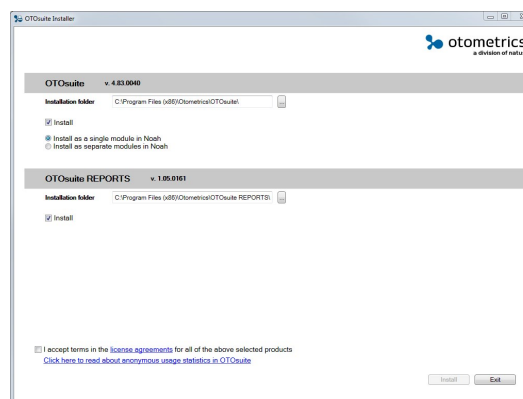 OTOsuite Installer
otometrics
a division of natus
OTOsuite v. 4.83.0040
Installation folder C:\Program Files (x86)\Otometrics\OTOsuite\ ...
Install
Install as a single module in Noah
Install as separate modules in Noah
OTOsuite REPORTS v. 1.05.0161
Installation folder C:\Program Files (x86)\Otometrics\OTOsuite REPORTS\ ...
Install
I accept terms in the license agreements for all of the above selected products
Click here to read about anonymous usage statistics in OTOsuite
Install Exit